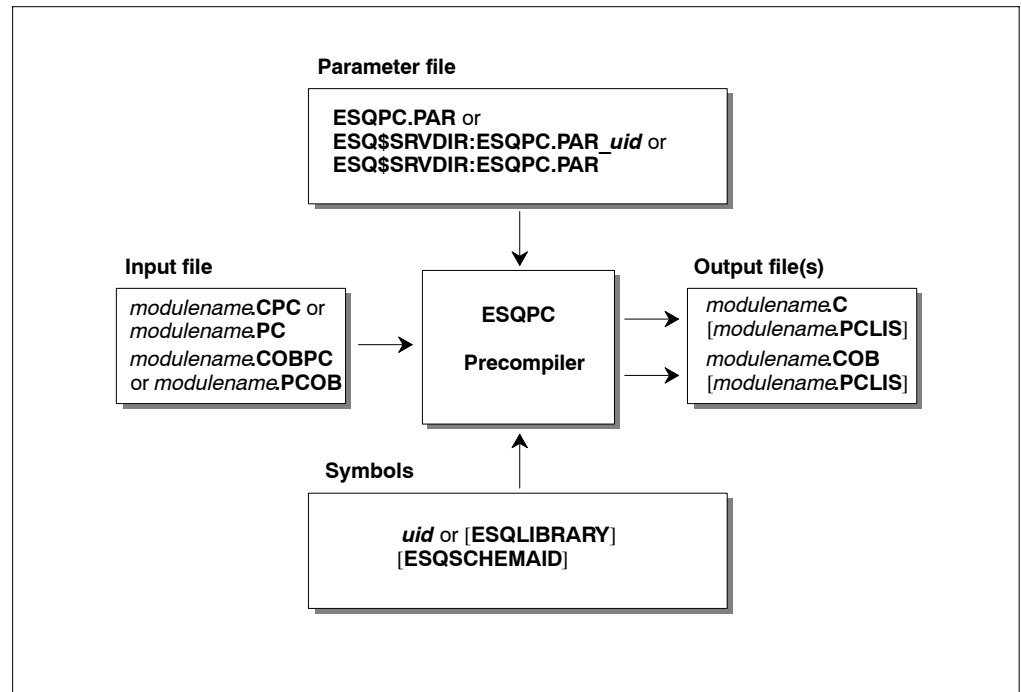 Parameter file
ESQPC.PAR or
ESQ$SRVDIR:ESQPC.PAR_uid or
ESQ$SRVDIR:ESQPC.PAR
Input file
modulename.CPC or
modulename.PC
modulename.COBPC
or modulename.PCOB
ESQPC
Precompiler
Output file(s)
modulename.C
[modulename.PCLIS]
modulename.COB
[modulename.PCLIS]
Symbols
uid or [ESQLIBRARY]
[ESQSCHEMAID]